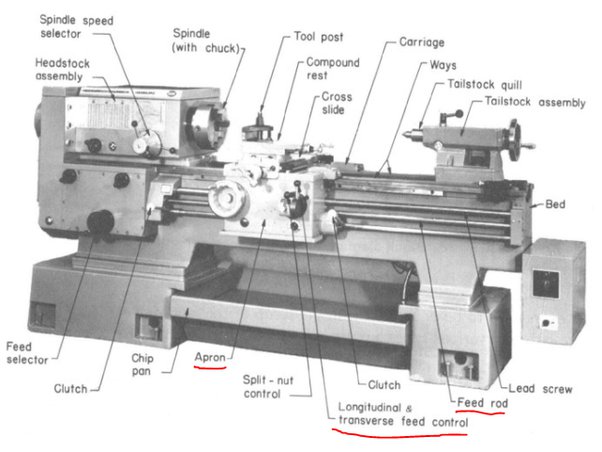 Spindle speed
selector
Spindle
(with chuck)
Tool post
Carriage
Headstock
assembly
Compound
rest
Ways
Cross
slide
Tailstock quill
Tailstock assembly
Bed
Feed
selector
Clutch
Chip
pan
Apron
Split-nut
control
Longitudinal &
transverse feed control
Clutch
Feed rod
Lead screw